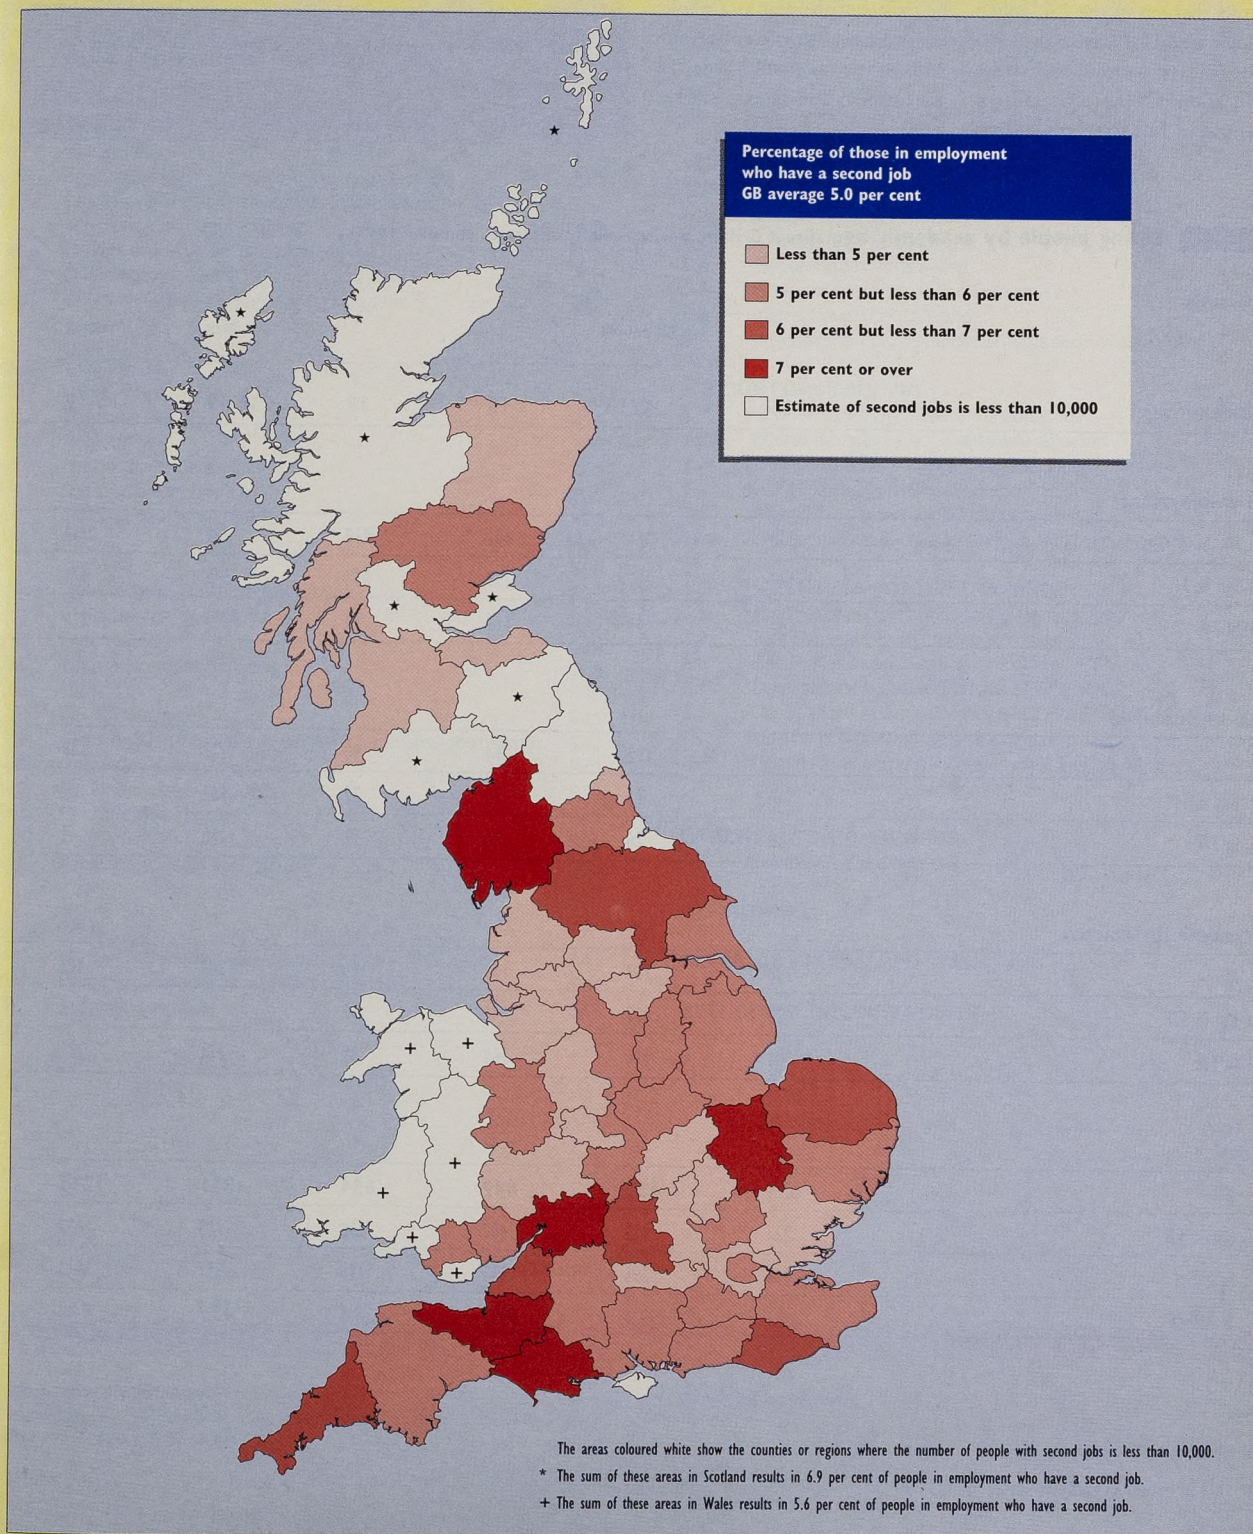 Percentage of those in employment
who have a second job
GB average 5.0 per cent
Less than 5 per cent
5 per cent but less than 6 per cent
6 per cent but less than 7 per cent
7 per cent or over
Estimate of second jobs is less than 10,000
The areas coloured white show the counties or regions where the number of people with second jobs is less than 10,000.
* The sum of these areas in Scotland results in 6.9 per cent of people in employment who have a second job.
+ The sum of these areas in Wales results in 5.6 per cent of people in employment who have a second job.